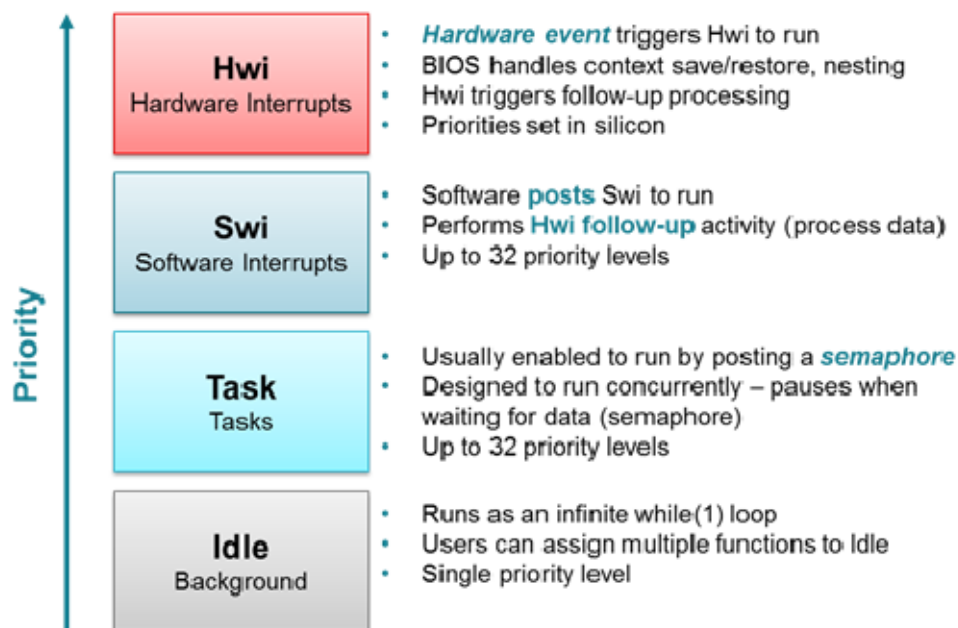 Priority
Hwi
Hardware Interrupts
• Hardware event triggers Hwi to run
• BIOS handles context save/restore, nesting
• Hwi triggers follow-up processing
• Priorities set in silicon
Swi
Software Interrupts
• Software posts Swi to run
• Performs Hwi follow-up activity (process data)
• Up to 32 priority levels
Task
Tasks
• Usually enabled to run by posting a semaphore
• Designed to run concurrently – pauses when
waiting for data (semaphore)
• Up to 32 priority levels
Idle
Background
• Runs as an infinite while(1) loop
• Users can assign multiple functions to Idle
• Single priority level